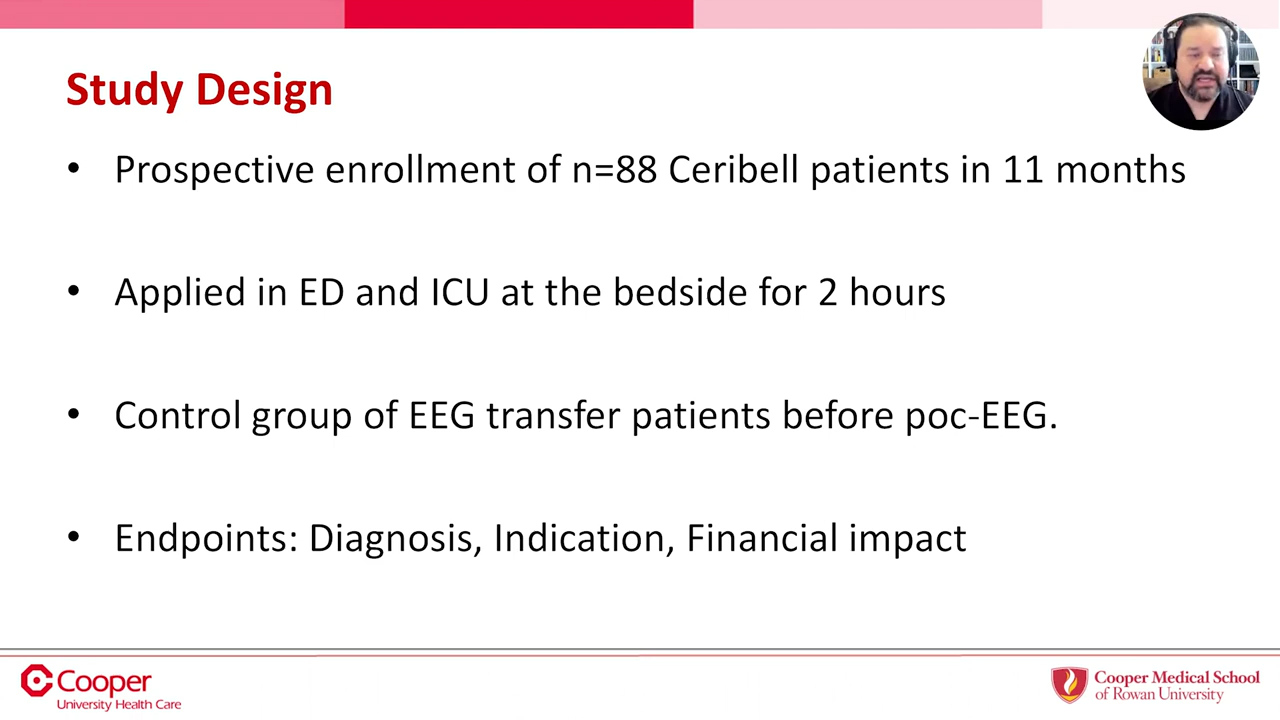 Study Design
• Prospective enrollment of n=88 Ceribell patients in 11 months
• Applied in ED and ICU at the bedside for 2 hours
• Control group of EEG transfer patients before poc-EEG.
• Endpoints: Diagnosis, Indication, Financial impact
Cooper
University Health Care
Cooper Medical School
of Rowan University